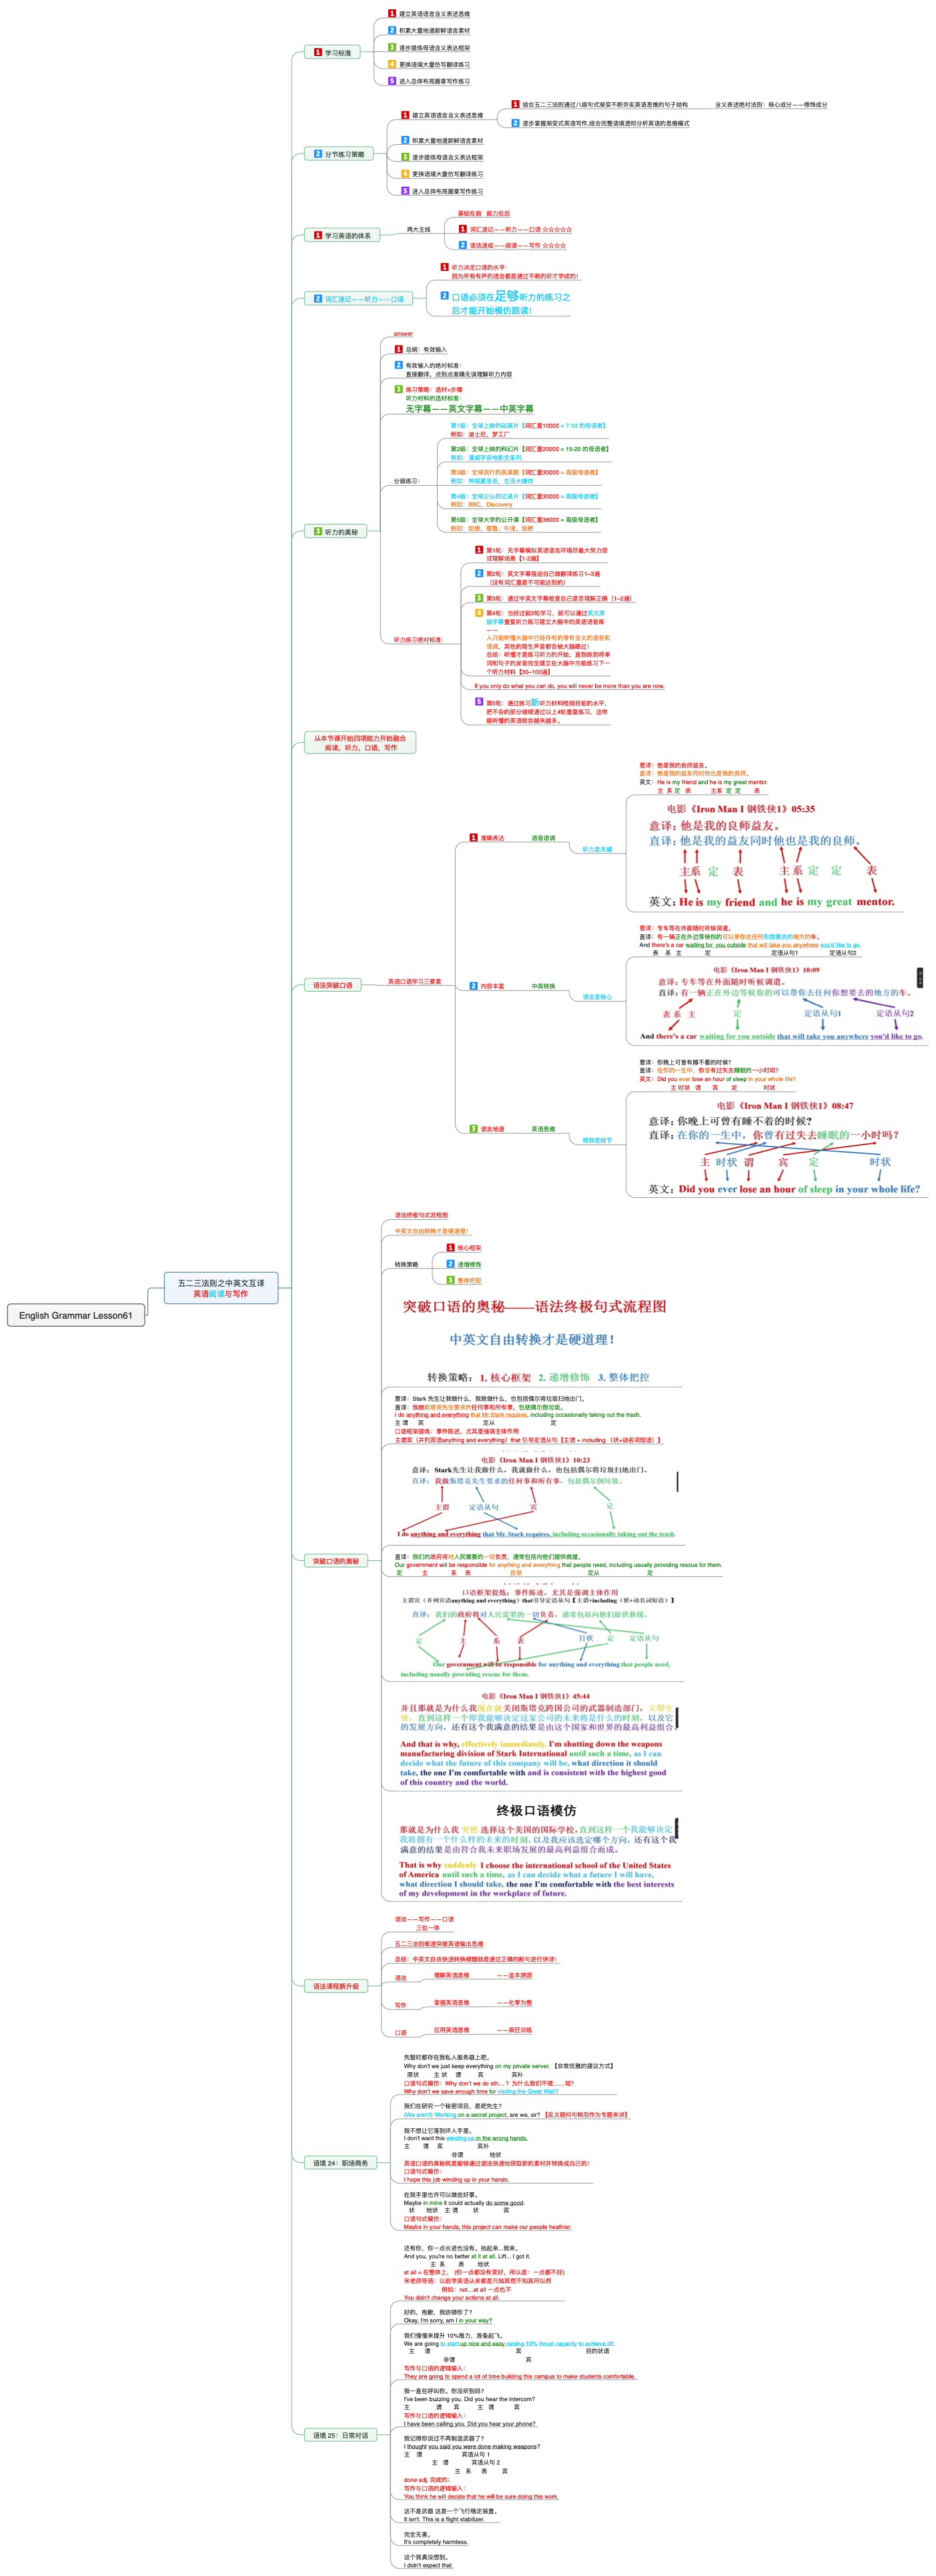 English Grammar Lesson61
五二三法则之中英文互译
英语阅读与写作
1 学习标准
1 建立英语语言含义表述思维
2 积累大量地道新鲜语言素材
3 逐步提炼母语含义表达框架
4 更换语境大量仿写翻译练习
5 进入总体布局篇章写作练习
2 分节练习策略
1 建立英语语言含义表述思维
1 结合五二三法则通过八级句式渐变不断夯实英语思维的句子结构
含义表述绝对法则：核心成分——修饰成分
2 逐步掌握渐变式英语写作,结合完整语境透彻分析英语的思维模式
2 积累大量地道新鲜语言素材
3 逐步提炼母语含义表达框架
4 更换语境大量仿写翻译练习
5 进入总体布局篇章写作练习
1 学习英语的体系
两大主线
基础在前 能力在后
1 词汇速记——听力——口语 ☆☆☆☆☆
2 语法速成——阅读——写作 ☆☆☆☆
2 词汇速记——听力——口语
1 听力决定口语的水平：
因为所有有声的语言都是通过不断的听才学成的！
2 口语必须在足够听力的练习之
后才能开始模仿跟读！
3 听力的奥秘
answer
1 总纲：有效输入
2 有效输入的绝对标准：
直接翻译，点到点准确无误理解听力内容
3 练习策略：选材+步骤
听力材料的选材标准：
无字幕——英文字幕——中英字幕
分级练习：
第1级：全球上映的动画片【词汇量10000 = 7-10 的母语者】
例如：迪士尼，梦工厂
第2级：全球上映的科幻片【词汇量20000 = 15-20 的母语者】
例如：漫威宇宙电影全系列
第3级：全球流行的英美剧【词汇量30000 = 高级母语者】
例如：神探夏洛克，生活大爆炸
第4级：全球公认的记录片【词汇量30000 = 高级母语者】
例如：BBC，Discovery
第5级：全球大学的公开课【词汇量38000 = 高级母语者】
例如：哈佛，耶鲁，牛津，剑桥
听力练习绝对标准：
1 第1轮：无字幕模拟英语语言环境尽最大努力尝
试理解场景【1-2遍】
2 第2轮：英文字幕强迫自己做翻译练习1~3遍
（没有词汇量是不可能达到的）
3 第3轮：通过中英文字幕检查自己是否理解正确（1~2遍）
4 第4轮：当经过前3轮学习，就可以通过英文原
版字幕重复听力练习建立大脑中的英语语音库
——
人只能听懂大脑中已经存有的带有含义的语音和
语调，其他的陌生声音都会被大脑略过！
总结：听懂才是练习听力的开始，直到练到将单
词和句子的发音完全建立在大脑中方能练习下一
个听力材料【30~100遍】
If you only do what you can do, you will never be more than you are now.
5 第5轮：通过练习新听力材料检测目前的水平，
把不会的部分继续通过以上4轮重复练习，这样
能听懂的英语就会越来越多。
从本节课开始四项能力开始融合
阅读，听力，口语，写作
语法突破口语
英语口语学习三要素
1 准确表达 语音语调
听力是关键
意译：他是我的良师益友。
直译：他是我的益友同时他也是我的良师。
英文：He is my friend and he is my great mentor.
主 系 定 表 主系 定 定 表
电影《Iron Man I 钢铁侠1》05:35
意译：他是我的良师益友。
直译：他是我的益友同时他也是我的良师。
主系 定 表 主系 定 定 表
英文：He is my friend and he is my great mentor.
2 内容丰富 中英转换
语法是核心
意译：专车等在外面随时听候调遣。
直译：有一辆正在外边等候你的可以带你去任何你想要去的地方的车。
And there's a car waiting for you outside that will take you anywhere you'd like to go.
表 系 主 定 定语从句1 定语从句2
电影《Iron Man I 钢铁侠1》10:09
意译：专车等在外面随时听候调遣。
直译：有一辆正在外边等候你的可以带你去任何你想要去的地方的车。
表 系 主 定 定语从句1 定语从句2
And there's a car waiting for you outside that will take you anywhere you'd like to go.
3 语言地道 英语思维
修辞是细节
意译：你晚上可曾有睡不着的时候?
直译：在你的一生中，你曾有过失去睡眠的一小时吗?
英文：Did you ever lose an hour of sleep in your whole life?
主 时状 谓 宾 定 时状
电影《Iron Man I 钢铁侠1》08:47
意译：你晚上可曾有睡不着的时候?
直译：在你的一生中，你曾有过失去睡眠的一小时吗?
主 时状 谓 宾 定 时状
英文：Did you ever lose an hour of sleep in your whole life?
突破口语的奥秘
语法终极句式流程图
中英文自由转换才是硬道理！
转换策略
1 核心框架
2 递增修饰
3 整体把控
突破口语的奥秘——语法终极句式流程图
中英文自由转换才是硬道理！
转换策略：1. 核心框架 2. 递增修饰 3. 整体把控
意译：Stark 先生让我做什么，我就做什么，也包括偶尔将垃圾扫地出门。
直译：我做斯塔克先生要求的任何事和所有事，包括偶尔倒垃圾。
I do anything and everything that Mr.Stark requires, including occasionally taking out the trash.
主 谓 宾 定从 定
口语框架提炼：事件陈述，尤其是强调主体作用
主谓宾（并列宾语anything and everything）that 引导定语从句【主谓 + including （状+动名词短语）】
电影《Iron Man I 钢铁侠1》10:23
意译：Stark先生让我做什么，我就做什么，也包括偶尔将垃圾扫地出门。
直译：我做斯塔克先生要求的任何事和所有事，包括偶尔倒垃圾。
主谓 定语从句 宾 定
I do anything and everything that Mr. Stark requires, including occasionally taking out the trash.
直译：我们的政府将对人民需要的一切负责，通常包括向他们提供救援。
Our government will be responsible for anything and everything that people need, including usually providing rescue for them.
定 主 系 表 目状 定从 定
口语框架提炼：事件陈述，尤其是强调主体作用
主谓宾（并列宾语anything and everything）that引导定语从句【主谓+including（状+动名词短语）】
直译：我们的政府将对人民需要的一切负责，通常包括向他们提供救援。
定 主 系 表 目状 定 定语从句
Our government will be responsible for anything and everything that people need,
including usually providing rescue for them.
电影《Iron Man I 钢铁侠1》45:44
并且那就是为什么我现在就关闭斯塔克跨国公司的武器制造部门，立即生
效，直到这样一个即我能够决定这家公司的未来将是什么的时刻，以及它
的发展方向，还有这个我满意的结果是由这个国家和世界的最高利益组合。
And that is why, effectively immediately. I'm shutting down the weapons
manufacturing division of Stark International until such a time, as I can
decide what the future of this company will be, what direction it should
take, the one I'm comfortable with and is consistent with the highest good
of this country and the world.
终极口语模仿
那就是为什么我 突然 选择这个美国的国际学校，直到这样一个我能够决定
我将拥有一个什么样的未来的时刻，以及我应该选定哪个方向，还有这个我
满意的结果是由符合我未来职场发展的最高利益组合而成。
That is why suddenly I choose the international school of the United States
of America until such a time, as I can decide what a future I will have,
what direction I should take, the one I'm comfortable with the best interests
of my development in the workplace of future.
语法课程新升级
语法——写作——口语
三位一体
五二三法则极速突破英语输出思维
总结：中英文自由快速转换精髓就是通过正确的断句进行快译！
语法 理解英语思维 ——追本溯源
写作 掌握英语思维 ——化零为整
口语 应用英语思维 ——疯狂训练
语境 24：职场商务
先暂时都存在我私人服务器上吧。
Why don't we just keep everything on my private server. 【非常优雅的建议方式】
原状 主 状 谓 宾 宾补
口语句式模仿：Why don't we do sth…？ 为什么我们不做……呢?
Why don't we save enough time for visiting the Great Wall?
我们在研究一个秘密项目，是吧先生?
(We aren't) Working on a secret project, are we, sir? 【反义疑问句稍后作为专题来讲】
我不想让它落到坏人手里。
I don't want this winding up in the wrong hands.
主 谓 宾 宾补
非谓 地状
英语口语的奥秘就是能够通过语法快速地获取新的素材并转换成自己的！
口语句式模仿：
I hope this job winding up in your hands.
在我手里也许可以做些好事。
Maybe in mine it could actually do some good.
状 地状 主 谓 状 宾
口语句式模仿：
Maybe in your hands, this project can make our people heathier.
语境 25：日常对话
还有你，你一点长进也没有。抬起来...我来。
And you, you're no better at it at all. Lift... I got it.
主 系 表 地状
at all = 在整体上， (你一点都没有变好，所以是：一点都不好)
宋老师导语：以前学英语从来都是只知其然不知其所以然
例如：not…at all 一点也不
You didn't change your actions at all.
好的，抱歉，我妨碍你了?
Okay, I'm sorry, am I in your way?
我们慢慢来提升 10%推力，准备起飞。
We are going to start up nice and easy raising 10% thrust capacity to achieve lift.
主 谓 宾 目的状语
非谓 宾
写作与口语的逻辑输入：
They are going to spend a lot of time building this campus to make students comfortable.
我一直在呼叫你。你没听到吗?
I've been buzzing you. Did you hear the intercom?
主 谓 宾 主 谓 宾
写作与口语的逻辑输入：
I have been calling you. Did you hear your phone?
我记得你说过不再制造武器了?
I thought you said you were done making weapons?
主 谓 宾语从句 1
主 谓 宾语从句 2
主 系 表 宾
done adj. 完成的；
写作与口语的逻辑输入：
You think he will decide that he will be sure doing this work.
这不是武器 这是一个飞行稳定装置。
It isn't. This is a flight stabilizer.
完全无害。
It's completely harmless.
这个我真没想到。
I didn't expect that.